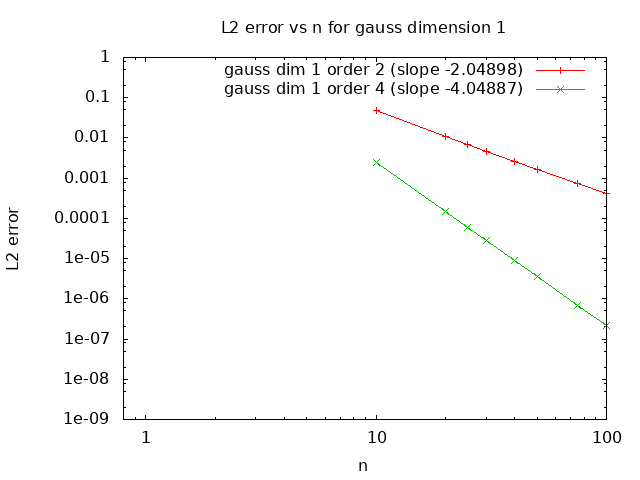 L2 error vs n for gauss dimension 1
gauss dim 1 order 2 (slope -2.04898)
gauss dim 1 order 4 (slope -4.04887)
1
0.1
0.01
0.001
0.0001
1e-05
1e-06
1e-07
1e-08
1e-09
L2 error
1 10 100
n